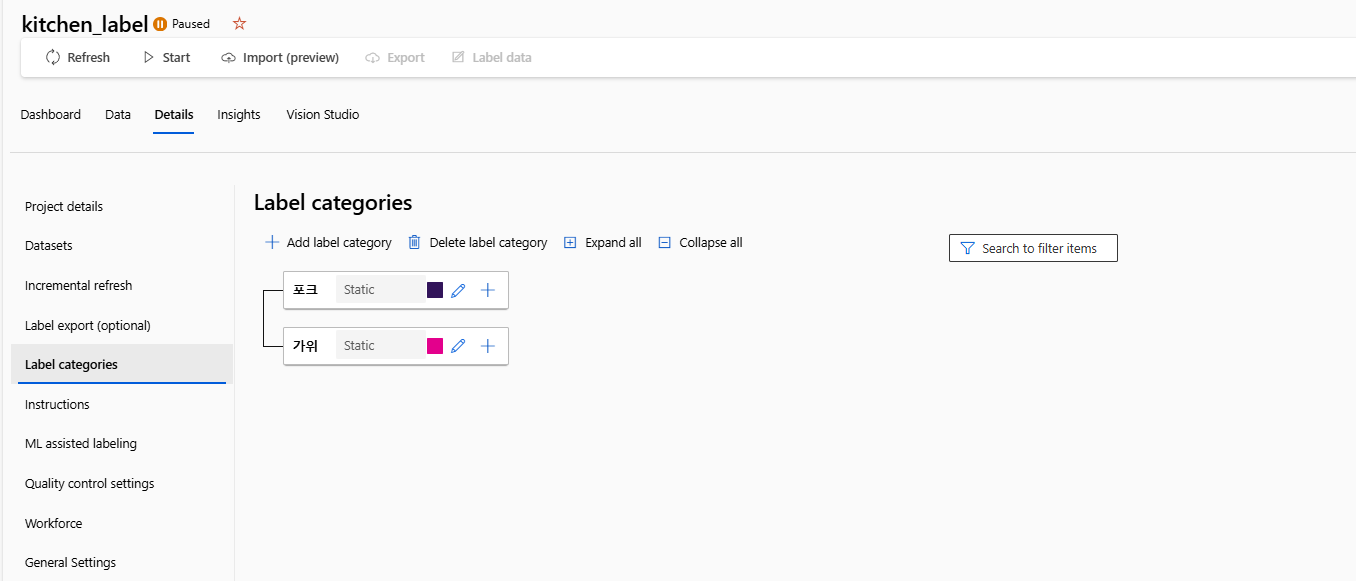 kitchen_label Paused
Refresh Start Import (preview) Export Label data
Dashboard Data Details Insights Vision Studio
Project details
Datasets
Incremental refresh
Label export (optional)
Label categories
Instructions
ML assisted labeling
Quality control settings
Workforce
General Settings
Label categories
Add label category Delete label category Expand all Collapse all Search to filter items
포크 Static
가위 Static